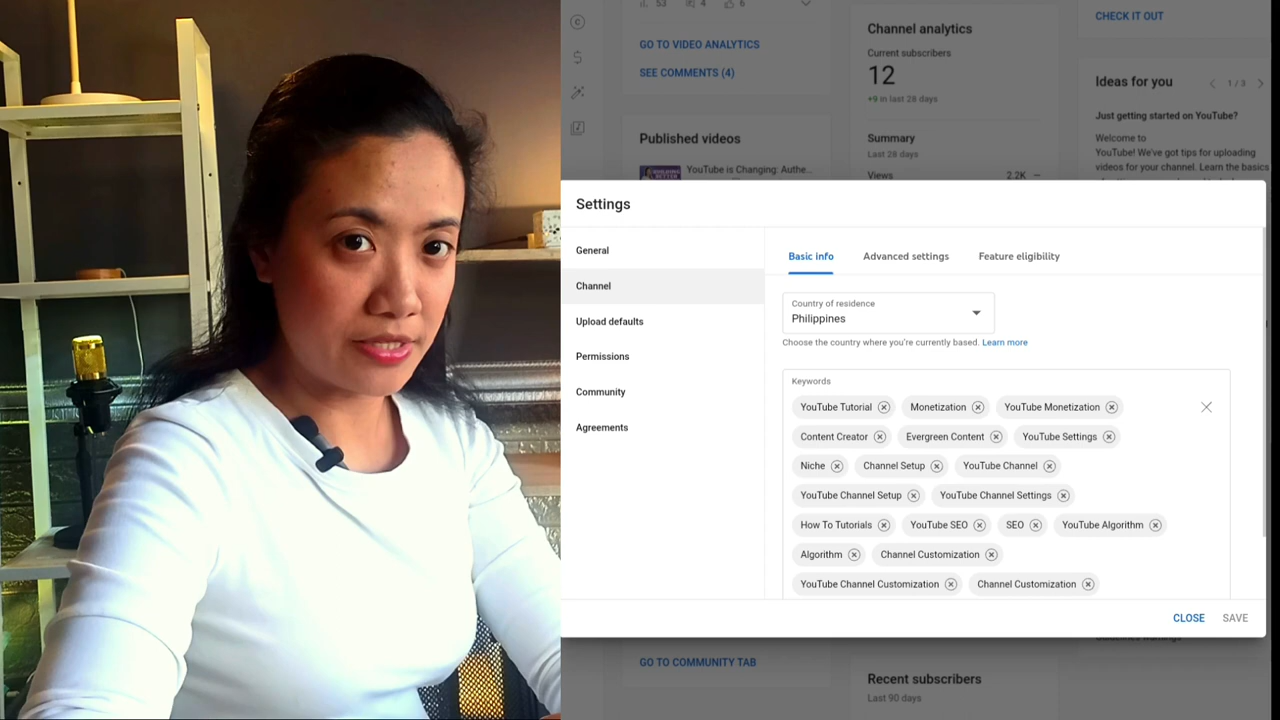 53 4 6
GO TO VIDEO ANALYTICS
SEE COMMENTS (4)
Published videos
YouTube is Changing: Authe...
Channel analytics
Current subscribers
12
+9 in last 28 days
Summary
Last 28 days
Views 2.2K —
CHECK IT OUT
Ideas for you
1 / 3
Just getting started on YouTube?
Welcome to
YouTube! We've got tips for uploading
videos for your channel. Learn the basics
Settings
General
Channel
Upload defaults
Permissions
Community
Agreements
Basic info Advanced settings Feature eligibility
Country of residence
Philippines
Choose the country where you're currently based. Learn more
Keywords
YouTube Tutorial Monetization YouTube Monetization
Content Creator Evergreen Content YouTube Settings
Niche Channel Setup YouTube Channel
YouTube Channel Setup YouTube Channel Settings
How To Tutorials YouTube SEO SEO YouTube Algorithm
Algorithm Channel Customization
YouTube Channel Customization Channel Customization
CLOSE SAVE
GO TO COMMUNITY TAB
Recent subscribers
Last 90 days